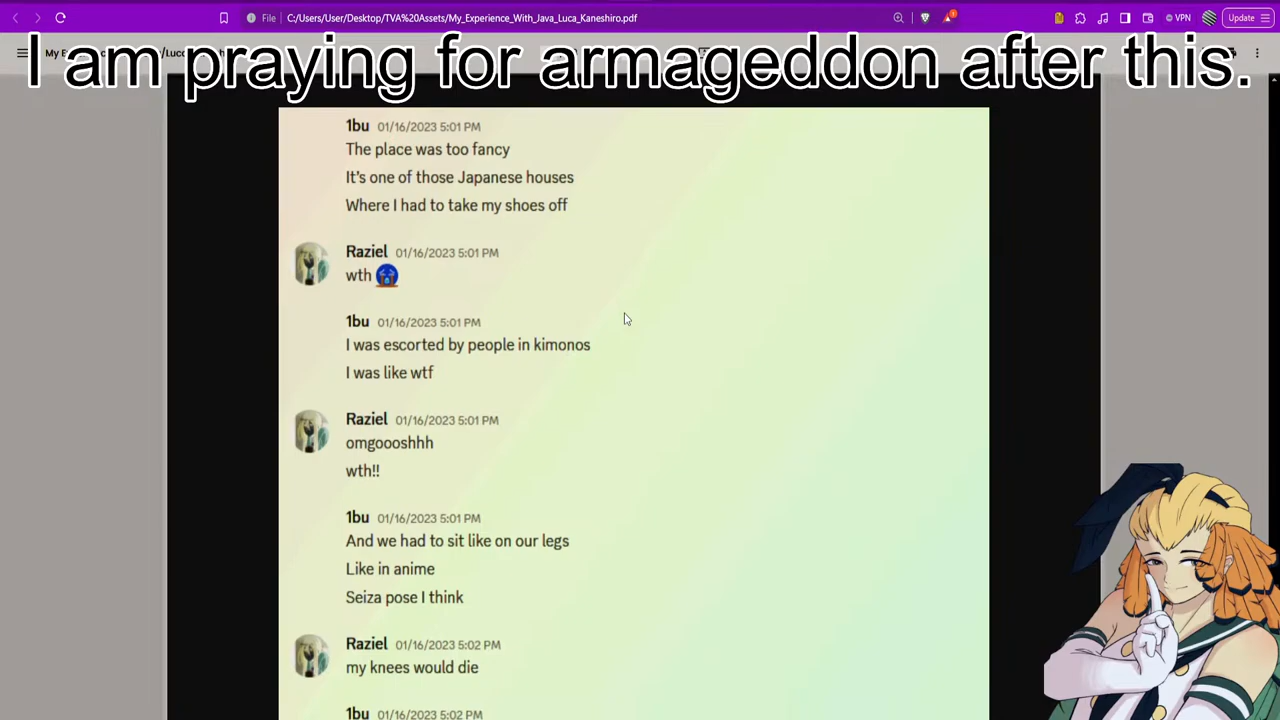 File C:/Users/User/Desktop/TVA%20Assets/My_Experience_With_Java_Luca_Kaneshiro.pdf
VPN
Update
I am praying for armageddon after this.
1bu 01/16/2023 5:01 PM
The place was too fancy
It's one of those Japanese houses
Where I had to take my shoes off
Raziel 01/16/2023 5:01 PM
wth
1bu 01/16/2023 5:01 PM
I was escorted by people in kimonos
I was like wtf
Raziel 01/16/2023 5:01 PM
omgoooshhh
wth!!
1bu 01/16/2023 5:01 PM
And we had to sit like on our legs
Like in anime
Seiza pose I think
Raziel 01/16/2023 5:02 PM
my knees would die
1bu 01/16/2023 5:02 PM